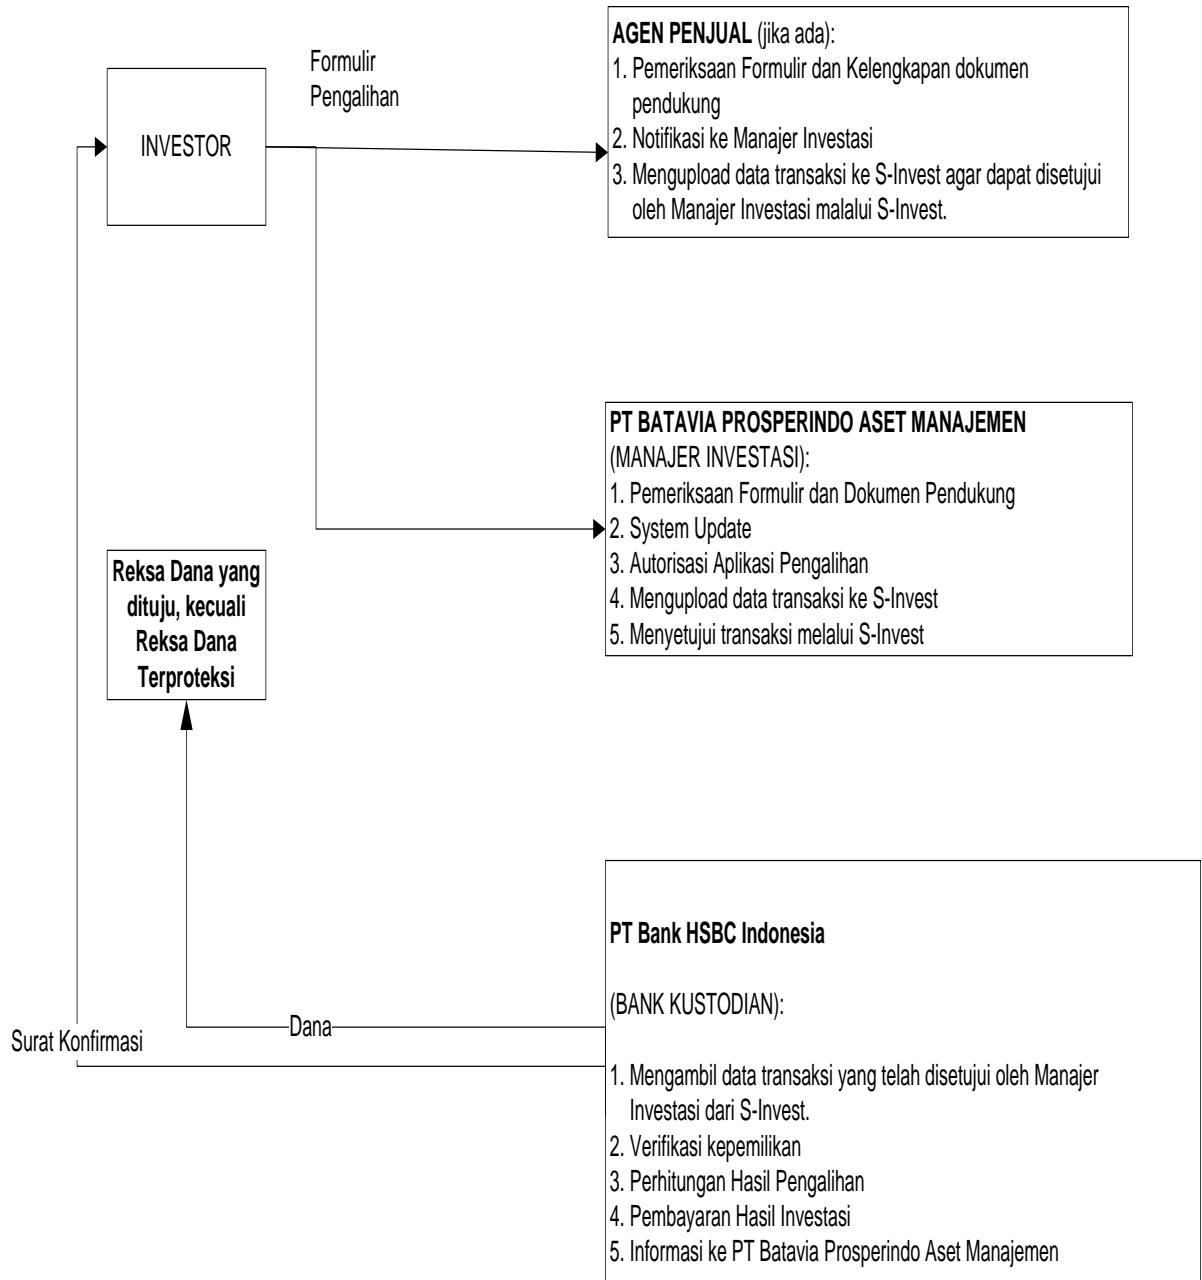 AGEN PENJUAL (jika ada):
1. Pemeriksaan Formulir dan Kelengkapan dokumen
pendukung
2. Notifikasi ke Manajer Investasi
3. Mengupload data transaksi ke S-Invest agar dapat disetujui
oleh Manajer Investasi malalui S-Invest.
Formulir
Pengalihan
INVESTOR
PT BATAVIA PROSPERINDO ASET MANAJEMEN
(MANAJER INVESTASI):
1. Pemeriksaan Formulir dan Dokumen Pendukung
2. System Update
3. Autorisasi Aplikasi Pengalihan
4. Mengupload data transaksi ke S-Invest
5. Menyetujui transaksi melalui S-Invest
Reksa Dana yang
dituju, kecuali
Reksa Dana
Terproteksi
PT Bank HSBC Indonesia
(BANK KUSTODIAN):
1. Mengambil data transaksi yang telah disetujui oleh Manajer
Investasi dari S-Invest.
2. Verifikasi kepemilikan
3. Perhitungan Hasil Pengalihan
4. Pembayaran Hasil Investasi
5. Informasi ke PT Batavia Prosperindo Aset Manajemen
Dana
Surat Konfirmasi